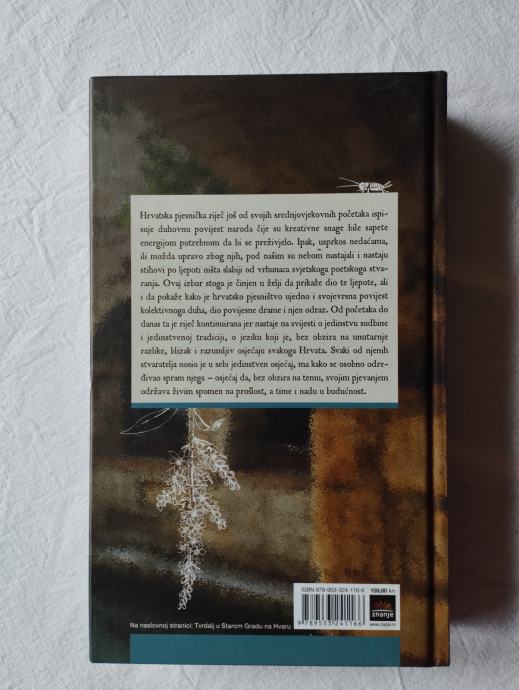 Hrvatska pjesnička riječ još od svojih srednjovjekovnih početaka ispi-
suje duhovnu povijest naroda čije su kreativne snage bile sapete
energijom potrebnom da bi se preživjelo. Ipak, usprkos nedaćama,
ili možda upravo zbog njih, pod našim su nebom nastajali i nastaju
stihovi po ljepoti ništa slabiji od vrhunaca svjetskoga poetskoga stva-
ranja. Ovaj izbor stoga je činjen u želji da prikaže dio te ljepote, ali
i da pokaže kako je hrvatsko pjesništvo ujedno i svojevrsna povijest
kolektivnoga duha, dio povijesne drame i njen odraz. Od početaka do
danas ta je riječ kontinuirana jer nastaje na svijesti o jedinstvu sudbine
i jedinstvenoj tradiciji, o jeziku koji je, bez obzira na unutarnje
razlike, blizak i razumljiv osjećaju svakoga Hrvata. Svaki od njenih
stvaratelja nosio je u sebi jedinstven osjećaj, ma kako se osobno odre-
đivao spram njega – osjećaj da, bez obzira na temu, svojim pjevanjem
održava živim spomen na prošlost, a time i nadu u budućnost.
ISBN 978-953-324-116-6
159,00 kn
znanje
www.znanje.hr
9 789533 241166
Na naslovnoj stranici: Tvrdalj u Starom Gradu na Hvaru